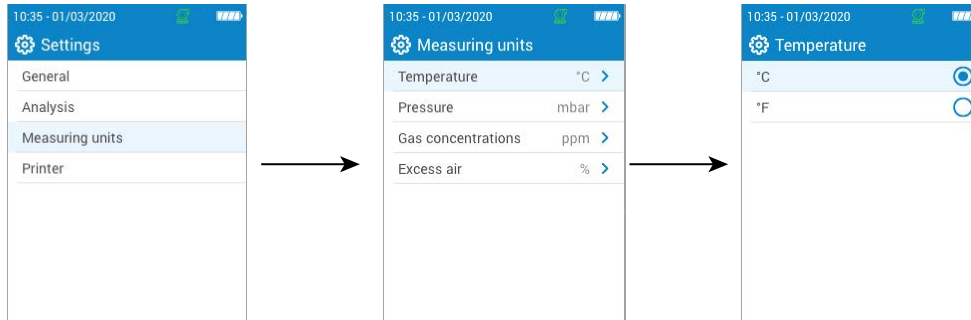 10:35 - 01/03/2020
Settings
General
Analysis
Measuring units
Printer
10:35 - 01/03/2020
Measuring units
Temperature °C
Pressure mbar
Gas concentrations ppm
Excess air %
10:35 - 01/03/2020
Temperature
°C
°F